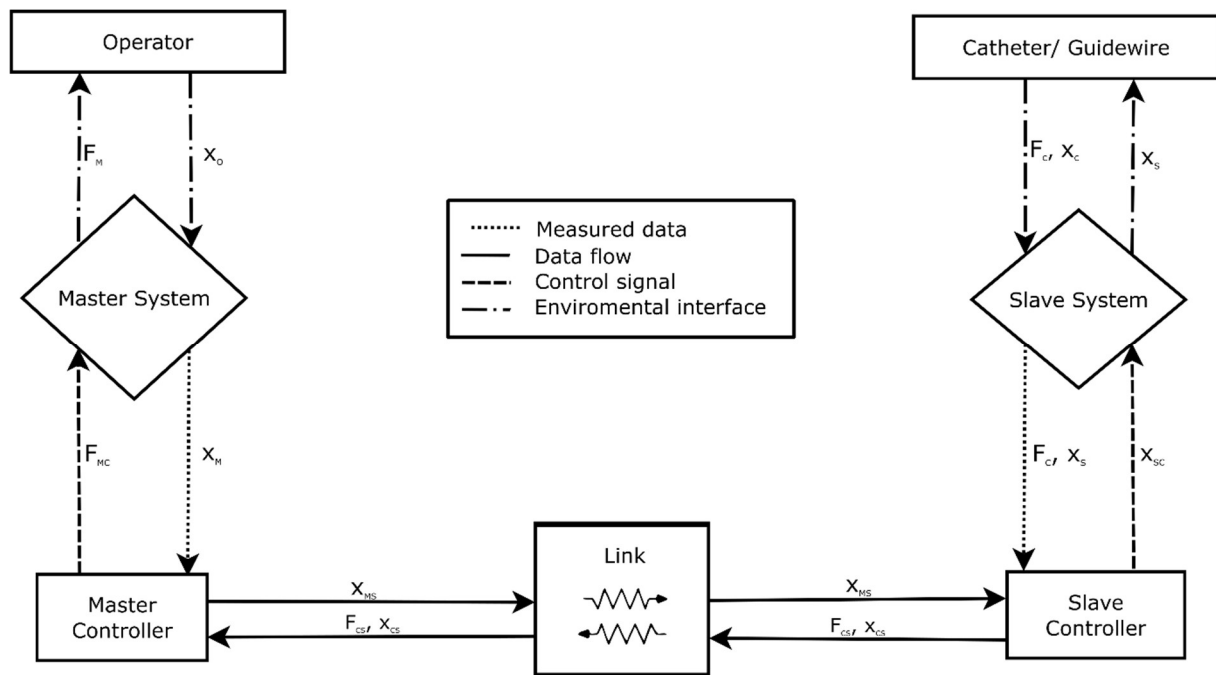 Operator
Catheter/ Guidewire
F_M
x_O
F_c, x_c
x_s
Measured data
Data flow
Control signal
Enviromental interface
Master System
Slave System
F_MC
x_M
F_c, x_s
x_SC
Link
Master
Controller
x_MS
x_MS
F_cs, x_cs
F_cs, x_cs
Slave
Controller